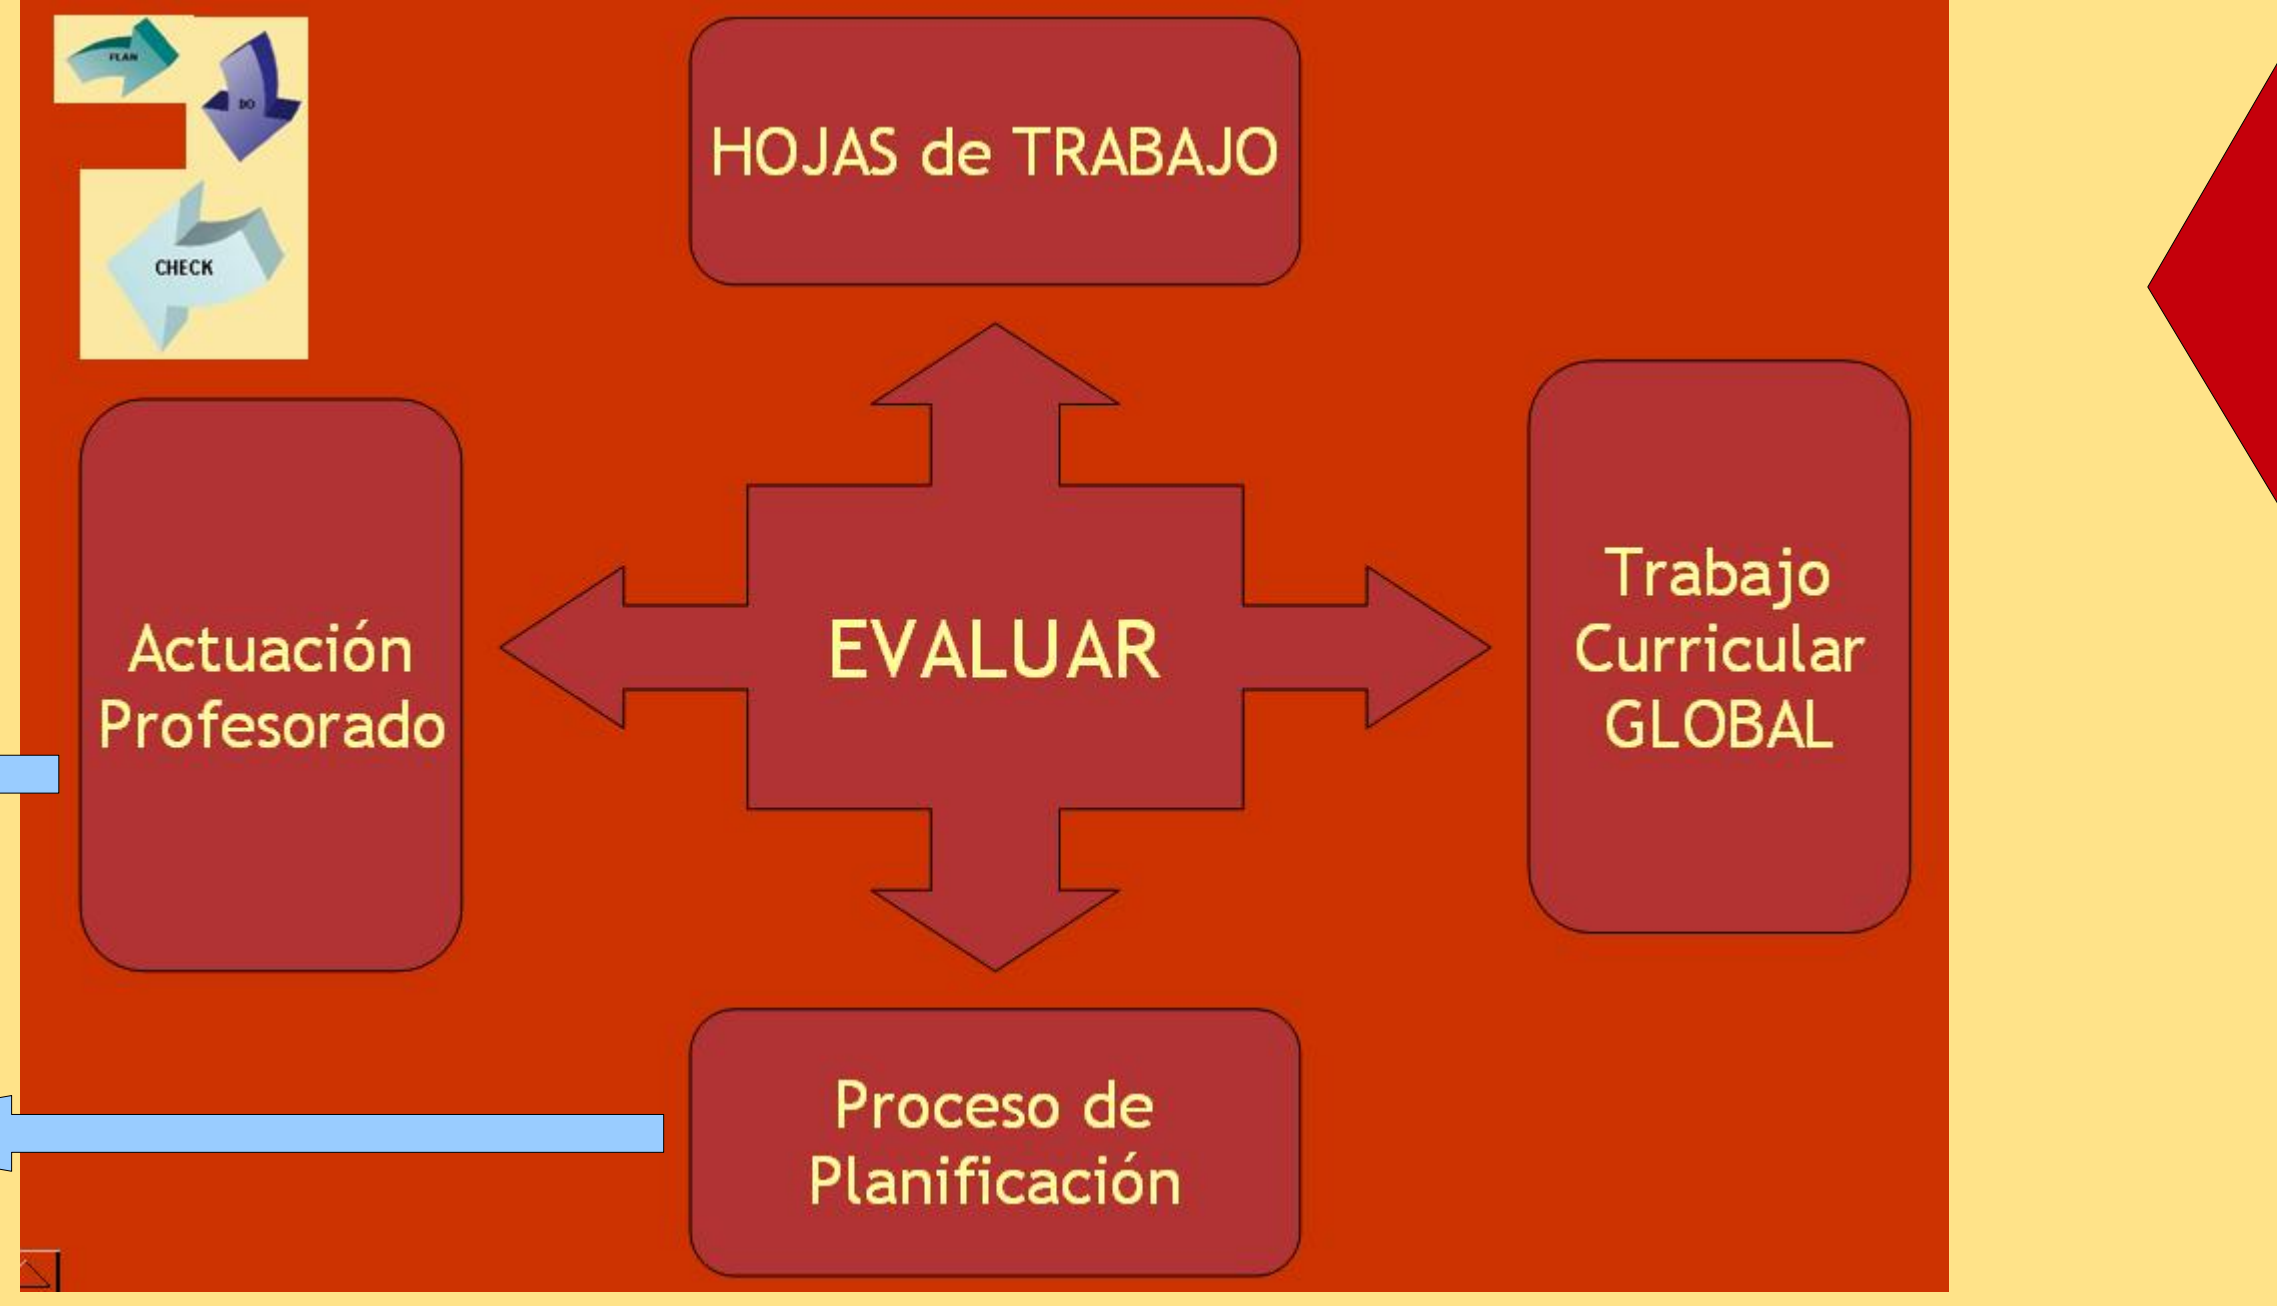 PLAN
DO
CHECK
HOJAS de TRABAJO
Actuación
Profesorado
EVALUAR
Trabajo
Curricular
GLOBAL
Proceso de
Planificación